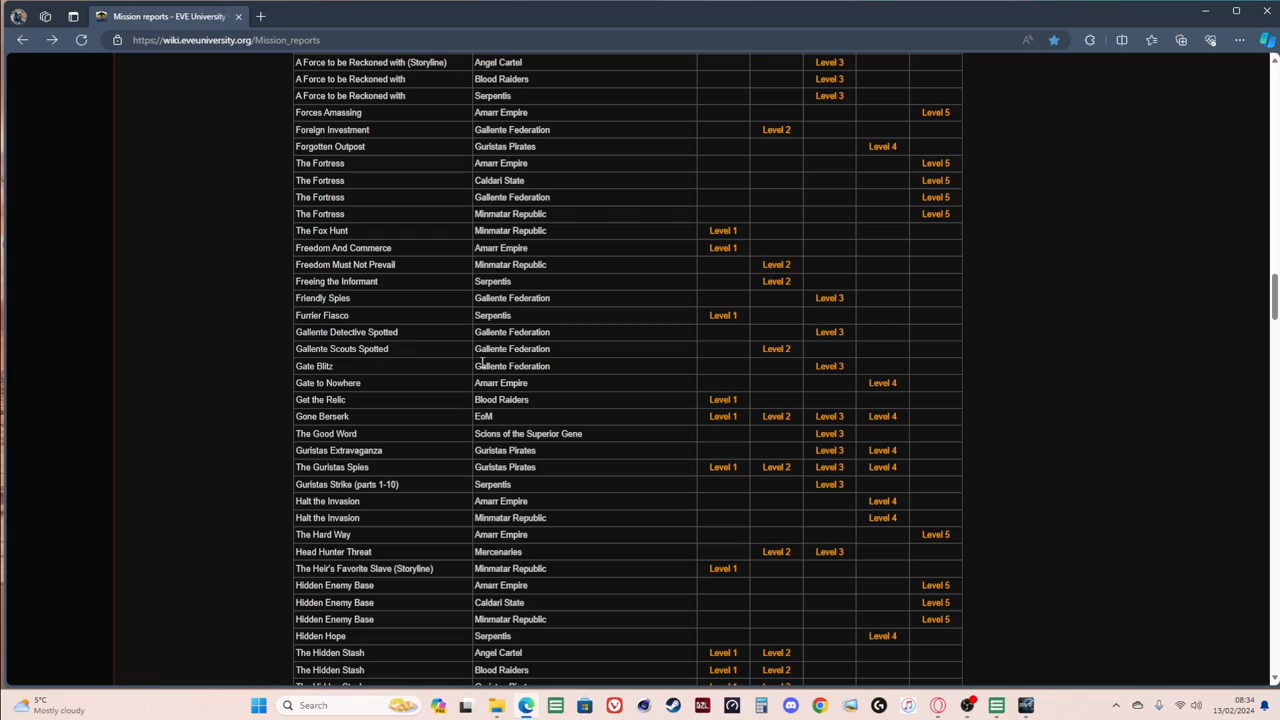 Mission reports - EVE University
https://wiki.eveuniversity.org/Mission_reports
A Force to be Reckoned with (Storyline) Angel Cartel Level 3
A Force to be Reckoned with Blood Raiders Level 3
A Force to be Reckoned with Serpentis Level 3
Forces Amassing Amarr Empire Level 5
Foreign Investment Gallente Federation Level 2
Forgotten Outpost Guristas Pirates Level 4
The Fortress Amarr Empire Level 5
The Fortress Caldari State Level 5
The Fortress Gallente Federation Level 5
The Fortress Minmatar Republic Level 5
The Fox Hunt Minmatar Republic Level 1
Freedom And Commerce Amarr Empire Level 1
Freedom Must Not Prevail Minmatar Republic Level 2
Freeing the Informant Serpentis Level 2
Friendly Spies Gallente Federation Level 3
Furrier Fiasco Serpentis Level 1
Gallente Detective Spotted Gallente Federation Level 3
Gallente Scouts Spotted Gallente Federation Level 2
Gate Blitz Gallente Federation Level 3
Gate to Nowhere Amarr Empire Level 4
Get the Relic Blood Raiders Level 1
Gone Berserk EoM Level 1 Level 2 Level 3 Level 4
The Good Word Scions of the Superior Gene Level 3
Guristas Extravaganza Guristas Pirates Level 3 Level 4
The Guristas Spies Guristas Pirates Level 1 Level 2 Level 3 Level 4
Guristas Strike (parts 1-10) Serpentis Level 3
Halt the Invasion Amarr Empire Level 4
Halt the Invasion Minmatar Republic Level 4
The Hard Way Amarr Empire Level 5
Head Hunter Threat Mercenaries Level 2 Level 3
The Heir's Favorite Slave (Storyline) Minmatar Republic Level 1
Hidden Enemy Base Amarr Empire Level 5
Hidden Enemy Base Caldari State Level 5
Hidden Enemy Base Minmatar Republic Level 5
Hidden Hope Serpentis Level 4
The Hidden Stash Angel Cartel Level 1 Level 2
The Hidden Stash Blood Raiders Level 1 Level 2
5°C
Mostly cloudy
Search
DZL
08:34
13/02/2024